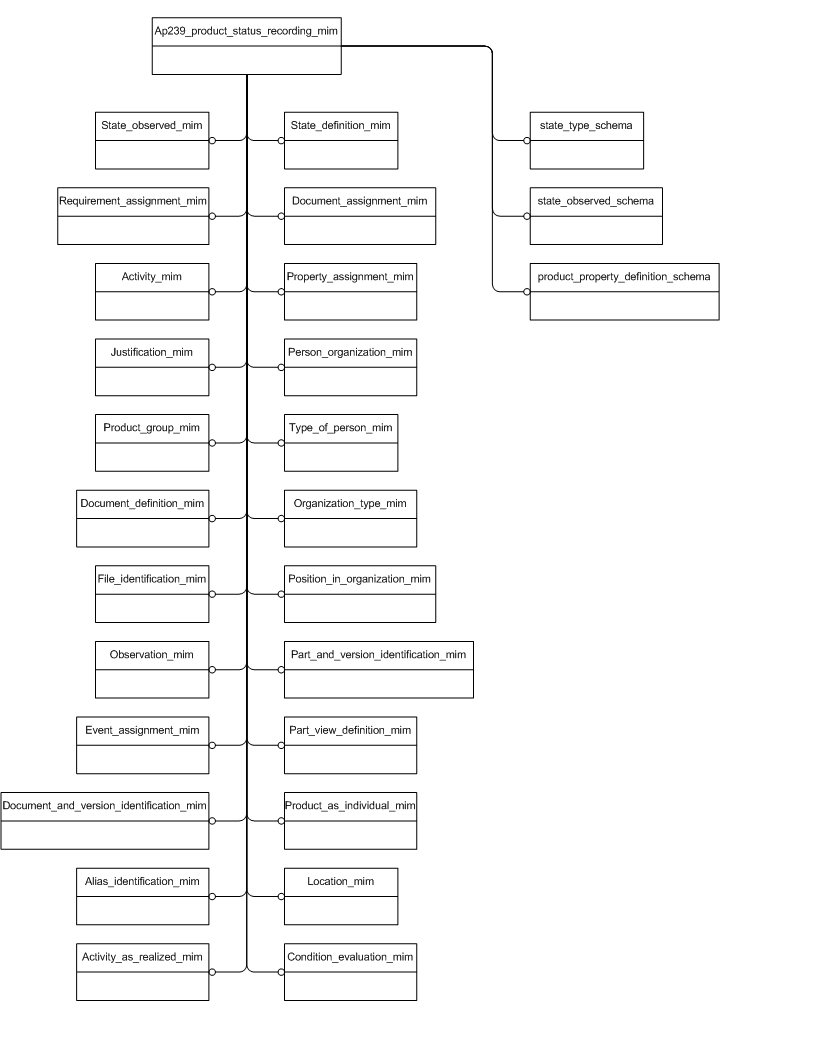 Ap239_product_status_recording_mim
State_observed_mim
State_definition_mim
state_type_schema
Requirement_assignment_mim
Document_assignment_mim
state_observed_schema
Activity_mim
Property_assignment_mim
product_property_definition_schema
Justification_mim
Person_organization_mim
Product_group_mim
Type_of_person_mim
Document_definition_mim
Organization_type_mim
File_identification_mim
Position_in_organization_mim
Observation_mim
Part_and_version_identification_mim
Event_assignment_mim
Part_view_definition_mim
Document_and_version_identification_mim
Product_as_individual_mim
Alias_identification_mim
Location_mim
Activity_as_realized_mim
Condition_evaluation_mim